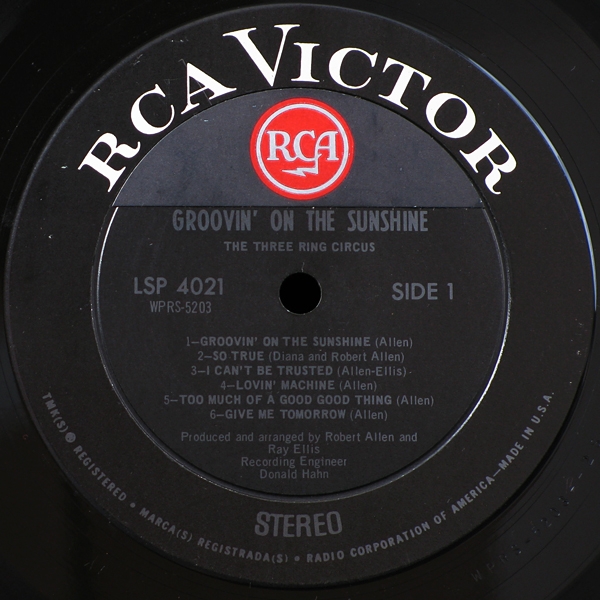 RCA VICTOR
RCA
GROOVIN' ON THE SUNSHINE
THE THREE RING CIRCUS
LSP 4021
WPRS-5203
SIDE 1
1—GROOVIN' ON THE SUNSHINE (Allen)
2—SO TRUE (Diana and Robert Allen)
3—I CAN'T BE TRUSTED (Allen-Ellis)
4—LOVIN' MACHINE (Allen)
5—TOO MUCH OF A GOOD GOOD THING (Allen)
6—GIVE ME TOMORROW (Allen)
Produced and arranged by Robert Allen and
Ray Ellis
Recording Engineer
Donald Hahn
STEREO
TMK(S) ® REGISTERED • MARCA(S) REGISTRADA(S) • RADIO CORPORATION OF AMERICA—MADE IN U.S.A.